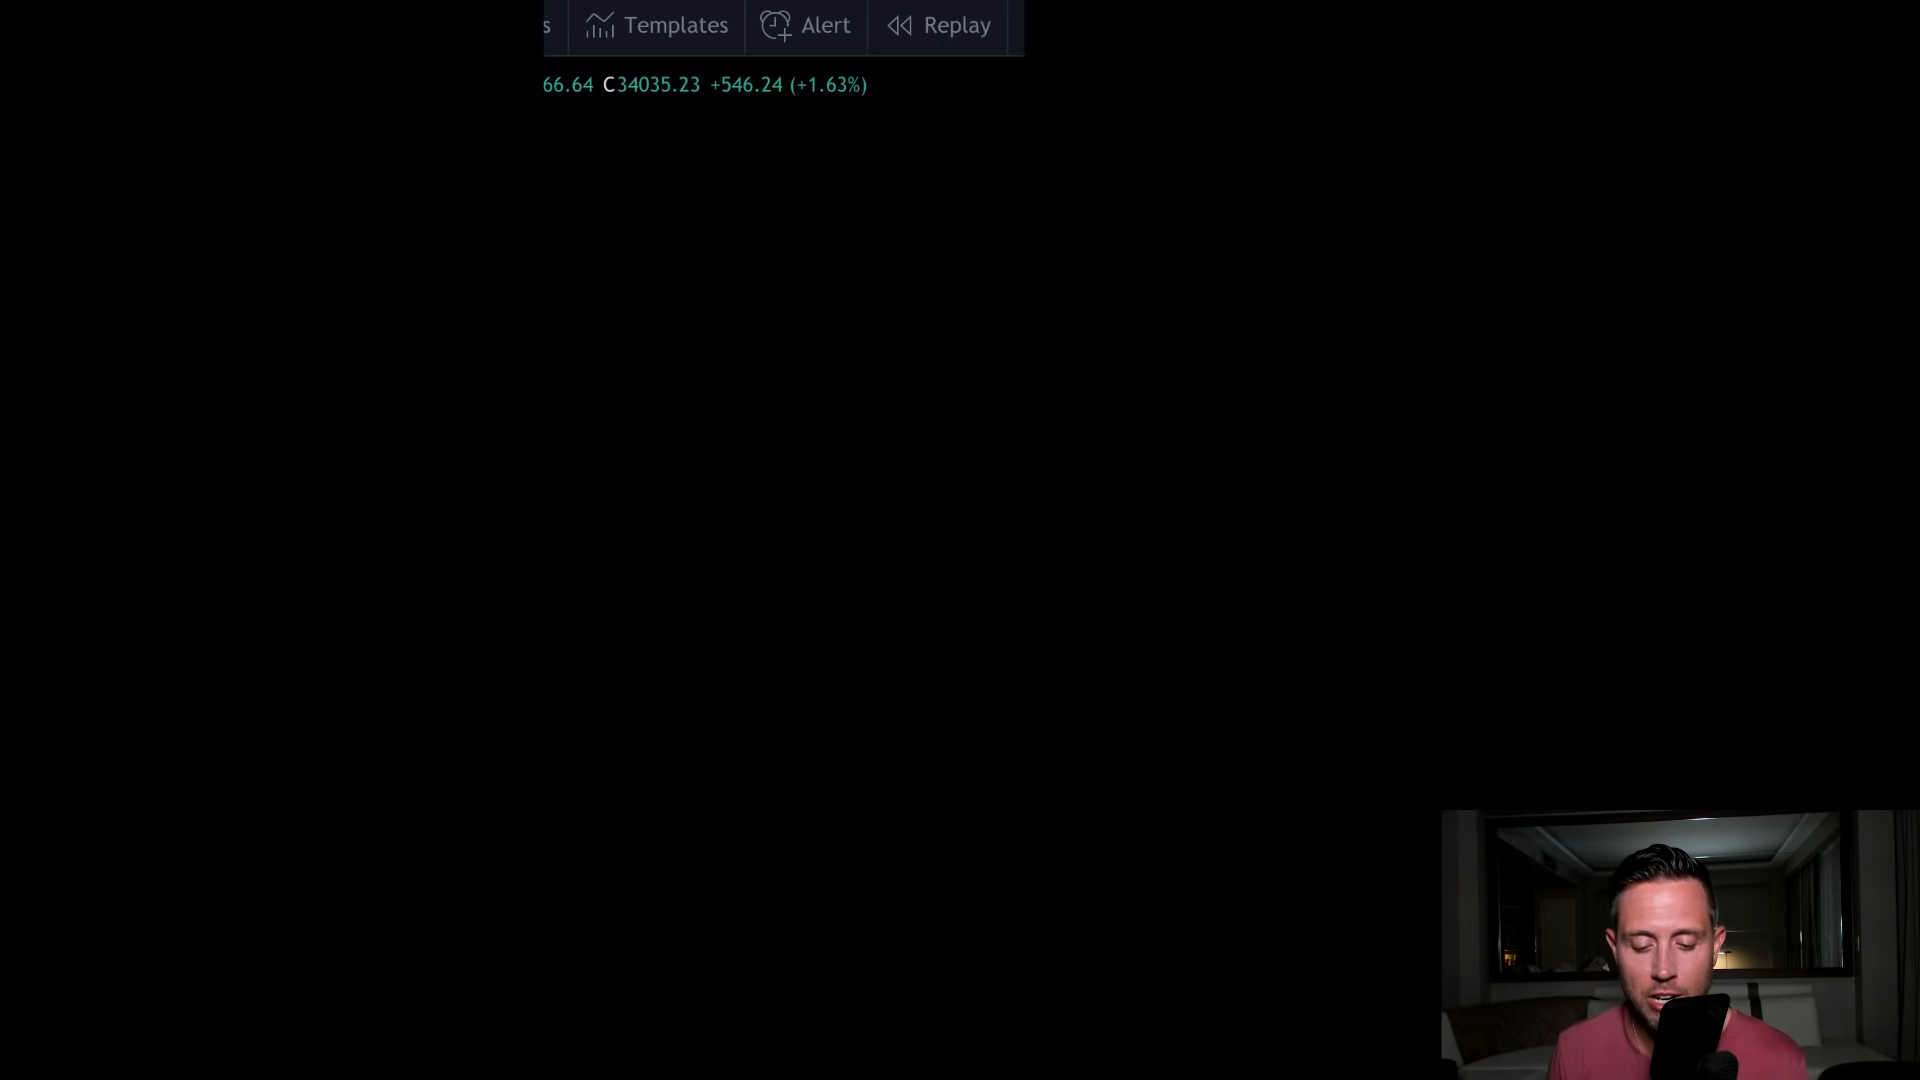 s Templates Alert Replay
66.64 C34035.23 +546.24 (+1.63%)